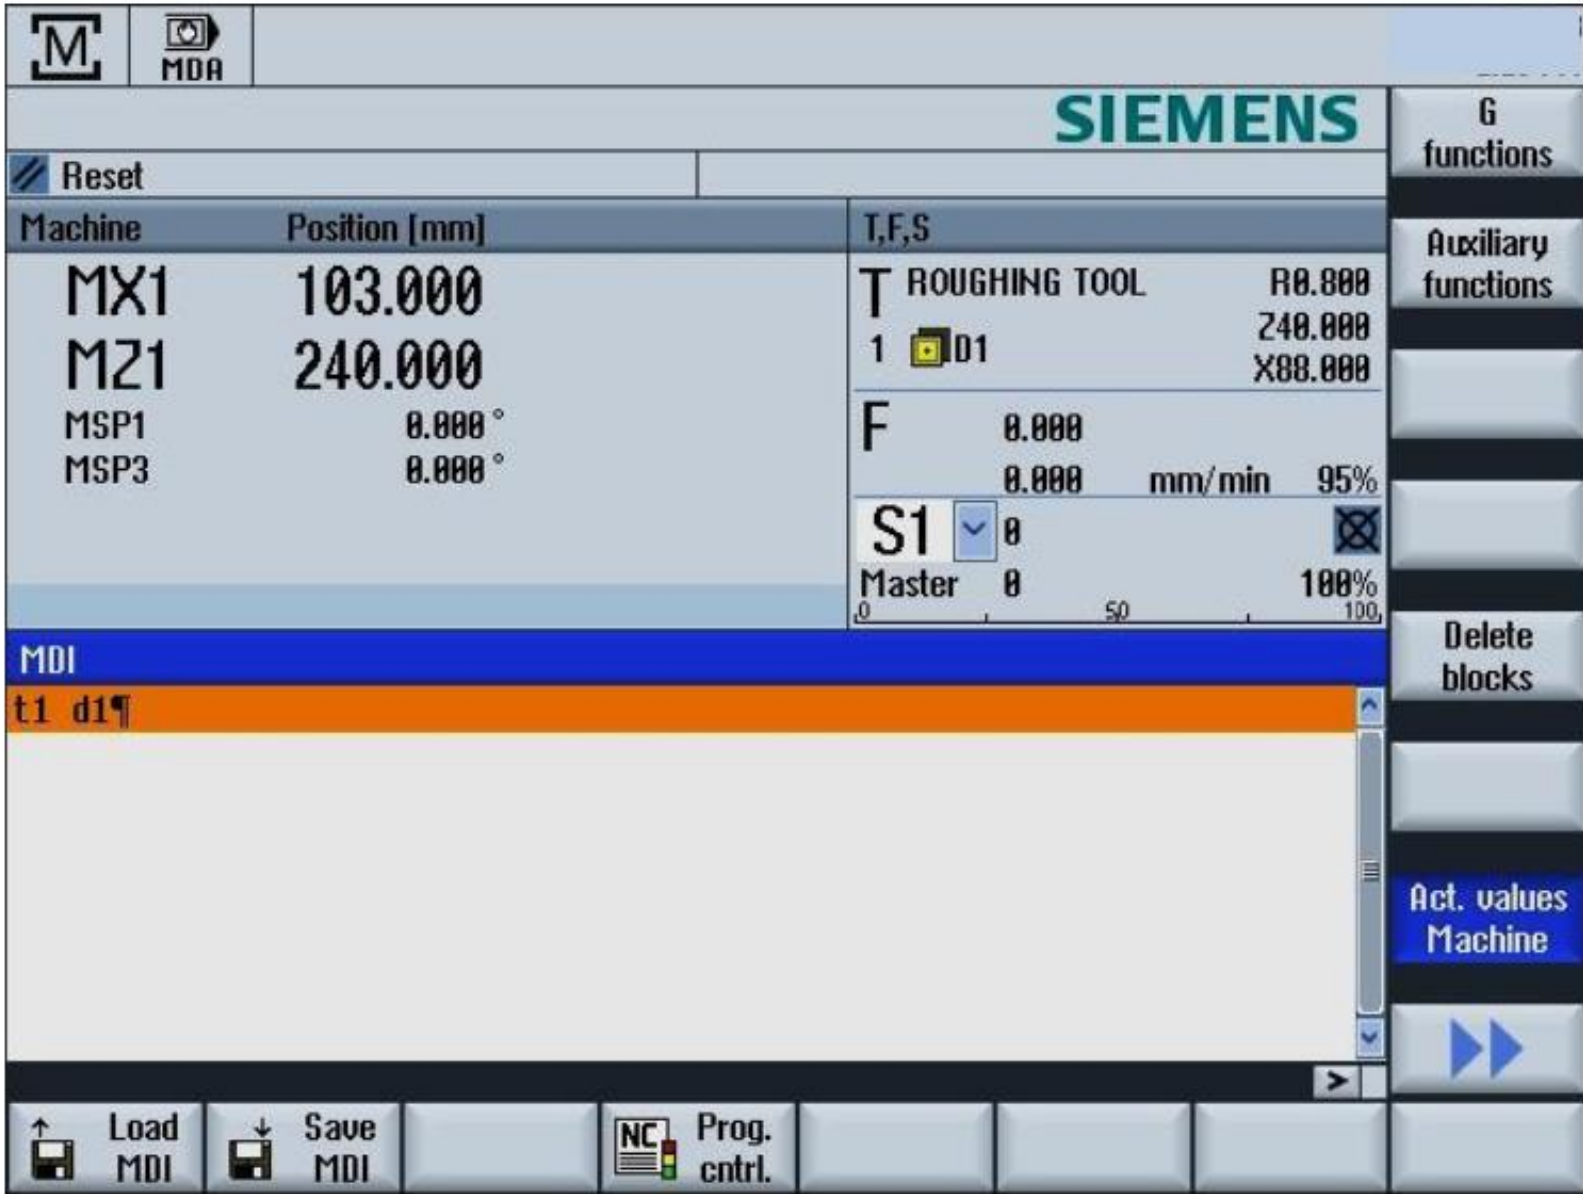 M
MDA
SIEMENS
G
functions
Reset
Machine Position [mm] T,F,S
Auxiliary
functions
MX1 103.000
MZ1 240.000
MSP1 0.000°
MSP3 0.000°
T ROUGHING TOOL R0.800
Z40.000
1 D1
X88.000
F 0.000
0.000 mm/min 95%
S1 0
Master 0 100%
0 50 100
Delete
blocks
MDI
t1 d1¶
Act. values
Machine
>
Load
MDI
Save
MDI
NC
Prog.
cntrl.